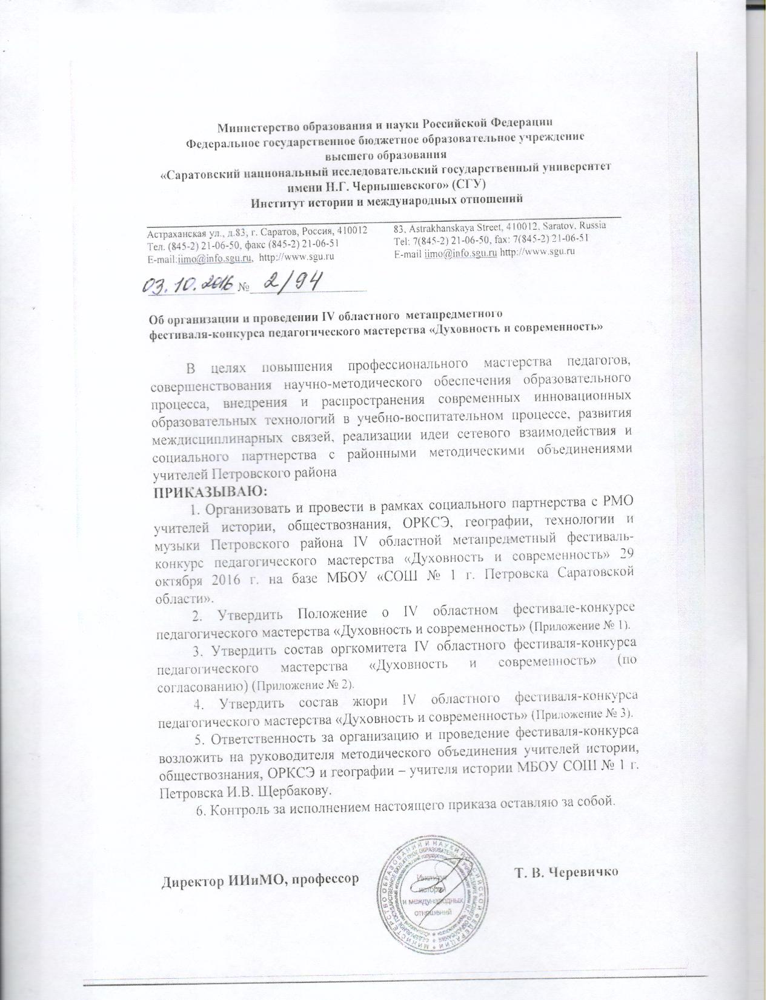 Министерство образования и науки Российской Федерации
Федеральное государственное бюджетное образовательное учреждение
высшего образования
«Саратовский национальный исследовательский государственный университет
имени Н.Г. Чернышевского» (СГУ)
Институт истории и международных отношений
Астраханская ул., д.83, г. Саратов, Россия, 410012
Тел. (845-2) 21-06-50, факс (845-2) 21-06-51
E-mail:iimo@info.sgu.ru, http://www.sgu.ru
83, Astrakhanskaya Street, 410012, Saratov, Russia
Tel: 7(845-2) 21-06-50, fax: 7(845-2) 21-06-51
E-mail iimo@info.sgu.ru http://www.sgu.ru
03.10.2016 № 2/94
Об организации и проведении IV областного метапредметного
фестиваля-конкурса педагогического мастерства «Духовность и современность»
В целях повышения профессионального мастерства педагогов,
совершенствования научно-методического обеспечения образовательного
процесса, внедрения и распространения современных инновационных
образовательных технологий в учебно-воспитательном процессе, развития
междисциплинарных связей, реализации идеи сетевого взаимодействия и
социального партнерства с районными методическими объединениями
учителей Петровского района
ПРИКАЗЫВАЮ:
1. Организовать и провести в рамках социального партнерства с РМО
учителей истории, обществознания, ОРКСЭ, географии, технологии и
музыки Петровского района IV областной метапредметный фестиваль-
конкурс педагогического мастерства «Духовность и современность» 29
октября 2016 г. на базе МБОУ «СОШ № 1 г. Петровска Саратовской
области».
2. Утвердить Положение о IV областном фестивале-конкурсе
педагогического мастерства «Духовность и современность» (Приложение № 1).
3. Утвердить состав оргкомитета IV областного фестиваля-конкурса
педагогического мастерства «Духовность и современность» (по
согласованию) (Приложение № 2).
4. Утвердить состав жюри IV областного фестиваля-конкурса
педагогического мастерства «Духовность и современность» (Приложение № 3).
5. Ответственность за организацию и проведение фестиваля-конкурса
возложить на руководителя методического объединения учителей истории,
обществознания, ОРКСЭ и географии – учителя истории МБОУ СОШ № 1 г.
Петровска И.В. Щербакову.
6. Контроль за исполнением настоящего приказа оставляю за собой.
Директор ИИиМО, профессор
Т. В. Черевичко
МИНИСТЕРСТВО ОБРАЗОВАНИЯ И НАУКИ РОССИЙСКОЙ ФЕДЕРАЦИИ
Институт
истории
и международных
отношений